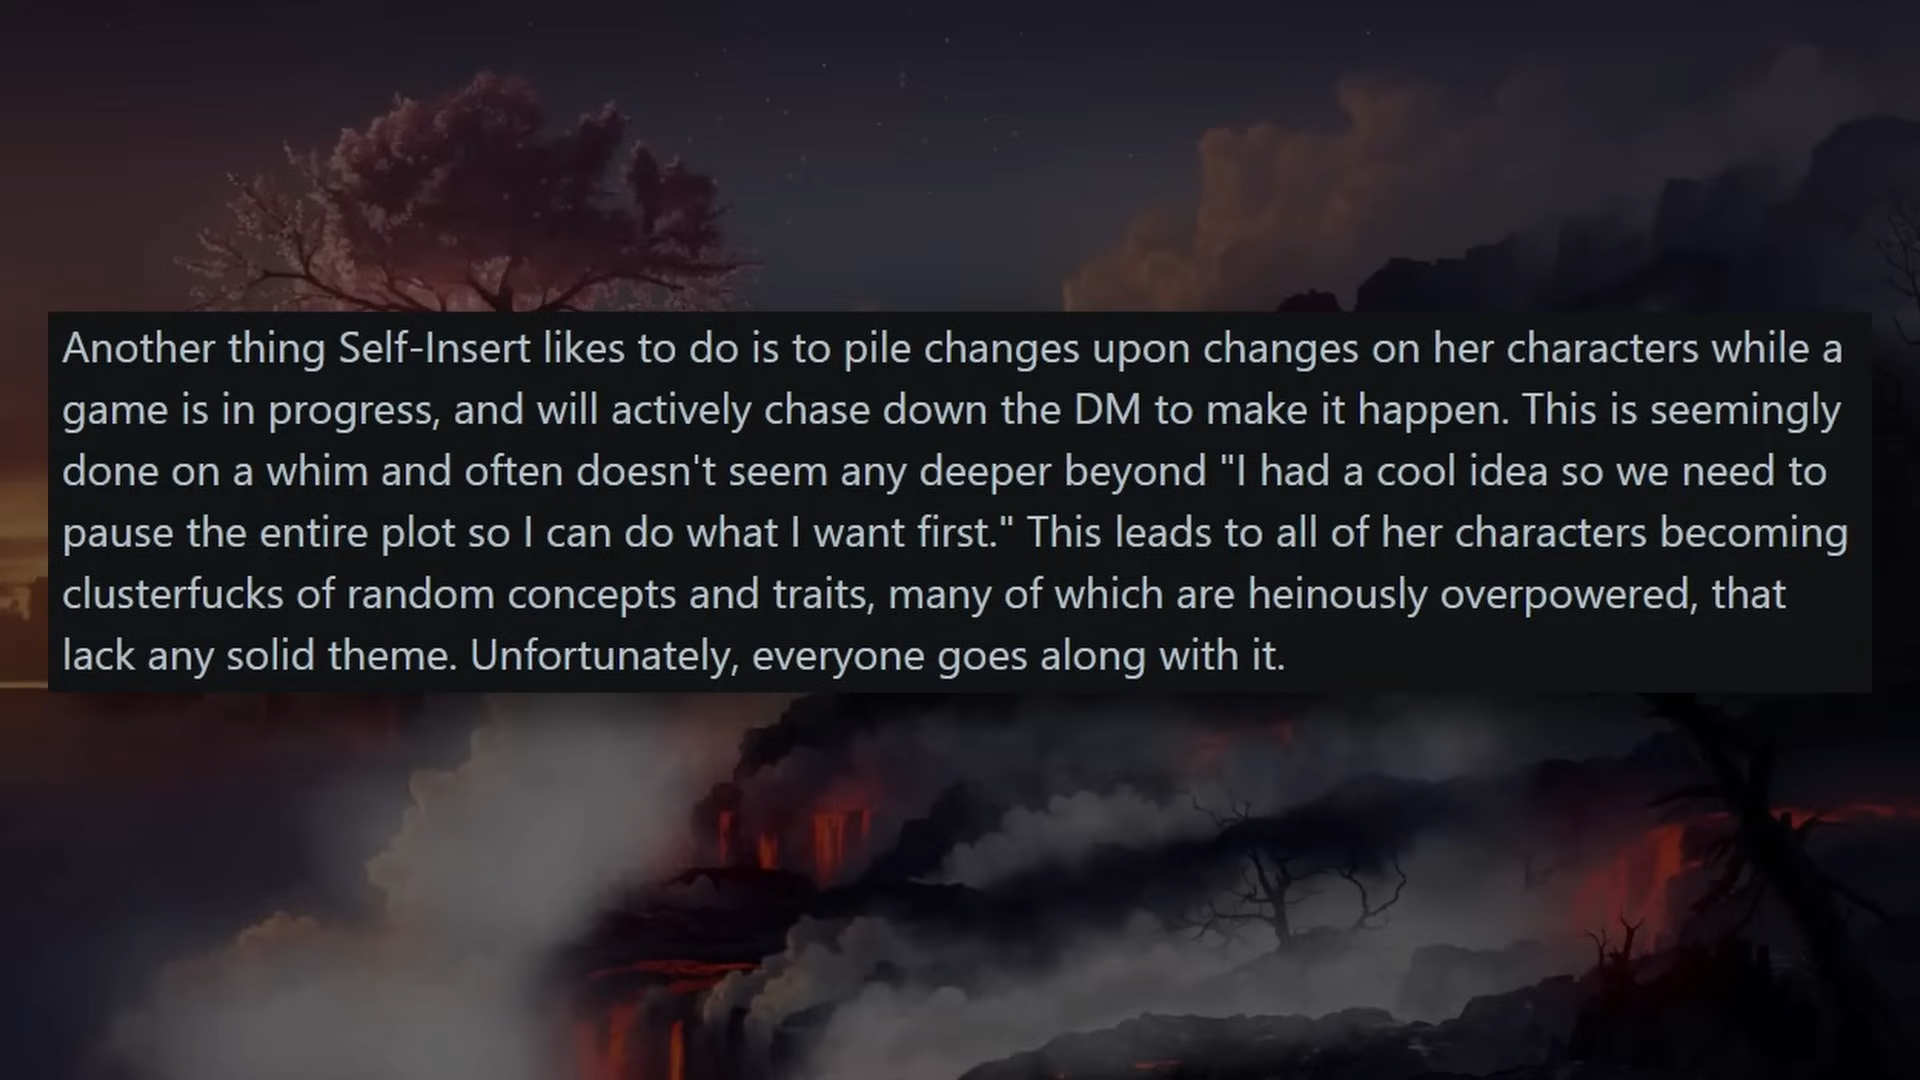 Another thing Self-Insert likes to do is to pile changes upon changes on her characters while a
game is in progress, and will actively chase down the DM to make it happen. This is seemingly
done on a whim and often doesn't seem any deeper beyond "I had a cool idea so we need to
pause the entire plot so I can do what I want first." This leads to all of her characters becoming
clusterfucks of random concepts and traits, many of which are heinously overpowered, that
lack any solid theme. Unfortunately, everyone goes along with it.